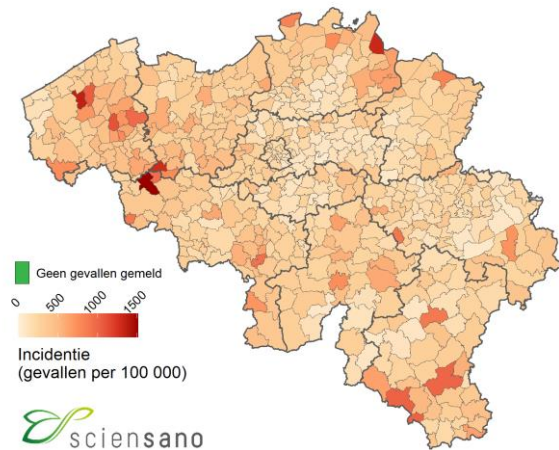 Geen gevallen gemeld
0 500 1000 1500
Incidentie
(gevallen per 100 000)
sciensano